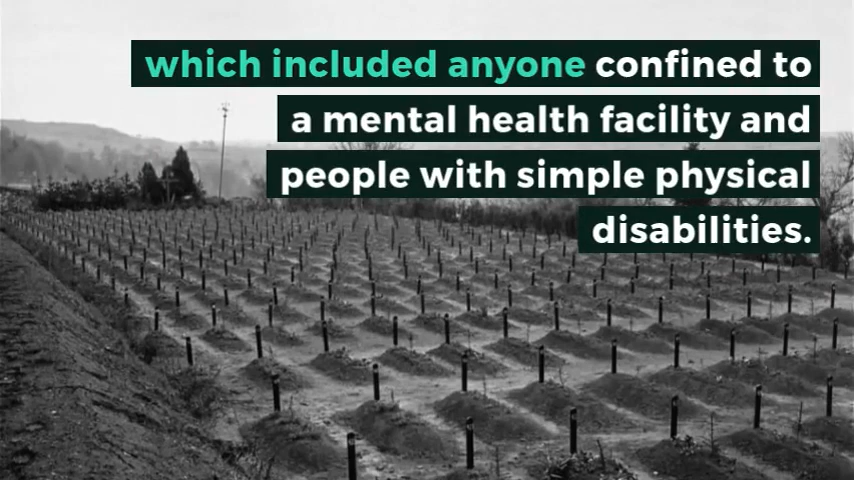 which included anyone confined to
a mental health facility and
people with simple physical
disabilities.